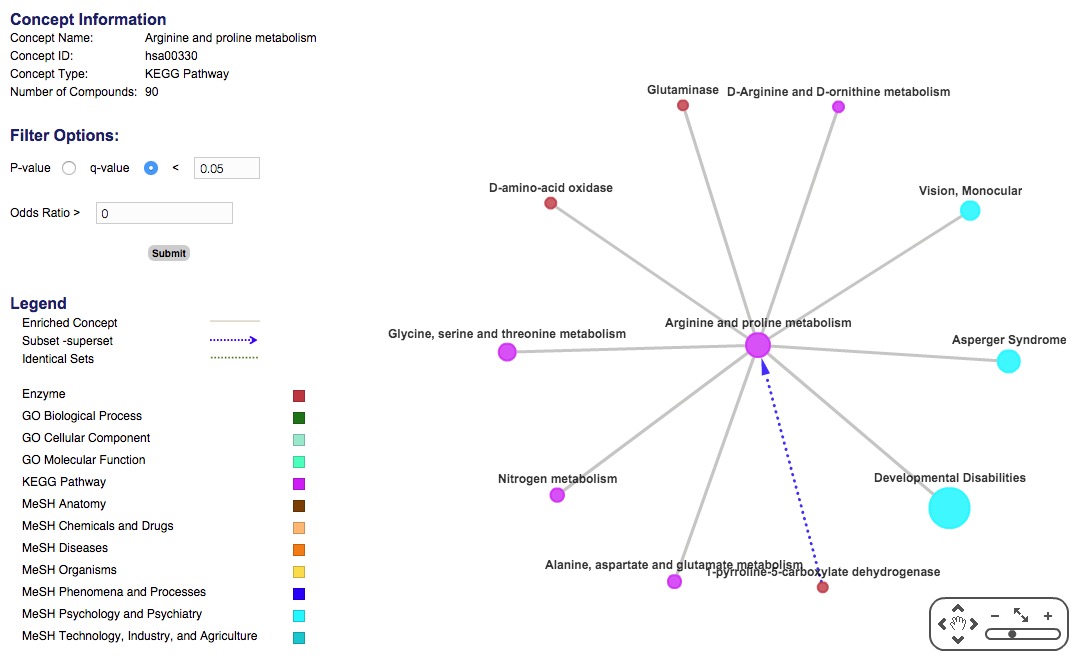 Concept Information
Concept Name: Arginine and proline metabolism
Concept ID: hsa00330
Concept Type: KEGG Pathway
Number of Compounds: 90
Filter Options:
P-value q-value < 0.05
Odds Ratio > 0
Submit
Legend
Enriched Concept
Subset -superset
Identical Sets
Enzyme
GO Biological Process
GO Cellular Component
GO Molecular Function
KEGG Pathway
MeSH Anatomy
MeSH Chemicals and Drugs
MeSH Diseases
MeSH Organisms
MeSH Phenomena and Processes
MeSH Psychology and Psychiatry
MeSH Technology, Industry, and Agriculture
Glutaminase
D-Arginine and D-ornithine metabolism
D-amino-acid oxidase
Vision, Monocular
Arginine and proline metabolism
Glycine, serine and threonine metabolism
Asperger Syndrome
Nitrogen metabolism
Developmental Disabilities
Alanine, aspartate and glutamate metabolism
1-pyrroline-5-carboxylate dehydrogenase